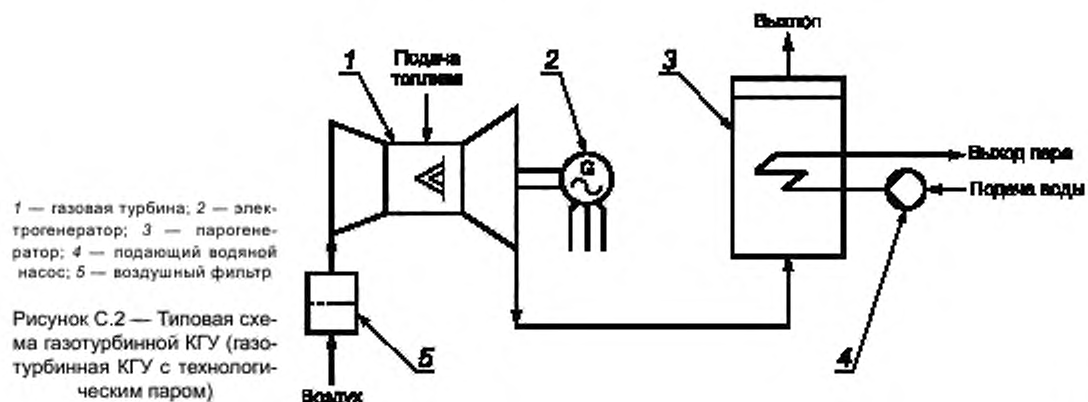 Выхлоп
1
Подача
топлива
2
3
Выход пара
Подача воды
1 — газовая турбина; 2 — элек-
трогенератор; 3 — парогене-
ратор; 4 — подающий водяной
насос; 5 — воздушный фильтр
Рисунок С.2 — Типовая схе-
ма газотурбинной КГУ (газо-
турбинная КГУ с технологи-
ческим паром)
5
4
Воздух